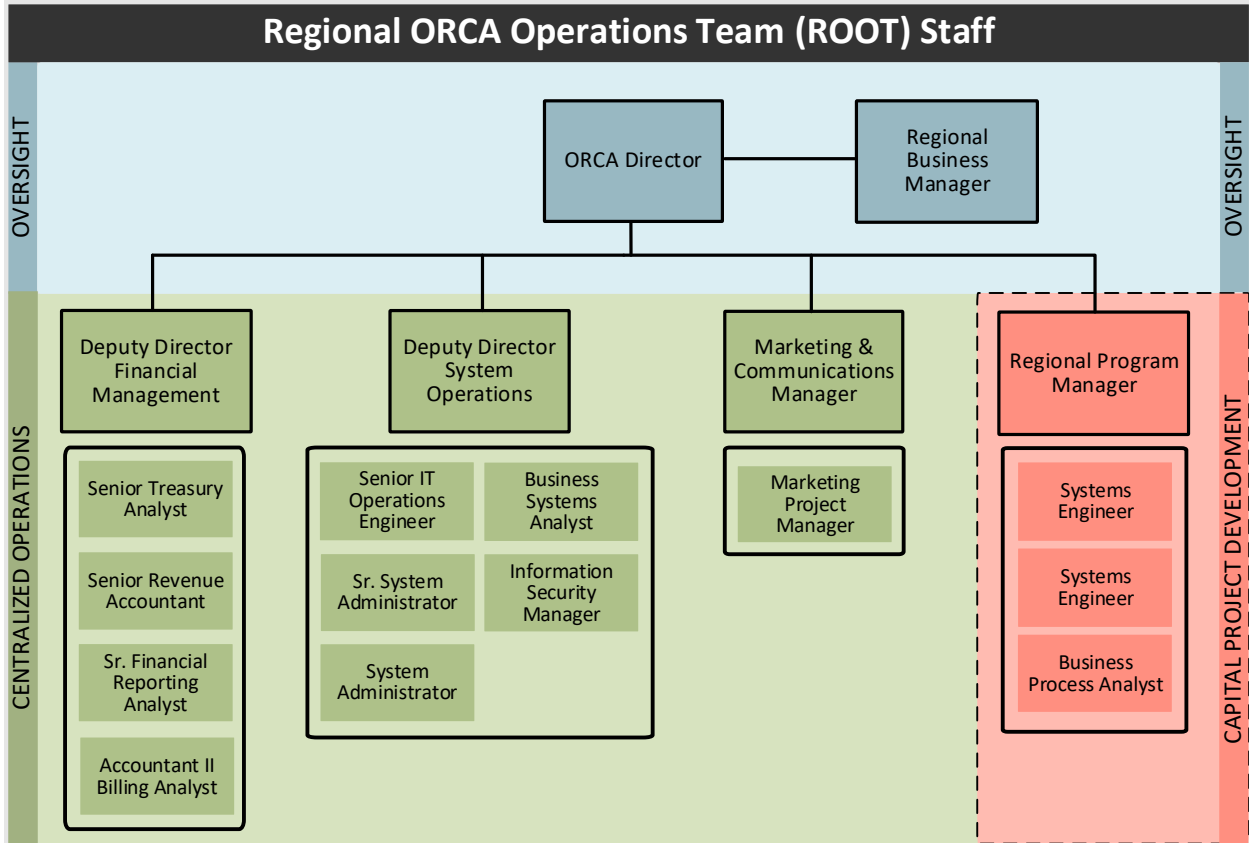 Regional ORCA Operations Team (ROOT) Staff
OVERSIGHT
OVERSIGHT
ORCA Director
Regional
Business
Manager
CENTRALIZED OPERATIONS
CAPITAL PROJECT DEVELOPMENT
Deputy Director
Financial
Management
Senior Treasury
Analyst
Senior Revenue
Accountant
Sr. Financial
Reporting
Analyst
Accountant II
Billing Analyst
Deputy Director
System
Operations
Senior IT
Operations
Engineer
Business
Systems
Analyst
Sr. System
Administrator
Information
Security
Manager
System
Administrator
Marketing &
Communications
Manager
Marketing
Project
Manager
Regional Program
Manager
Systems
Engineer
Systems
Engineer
Business
Process Analyst